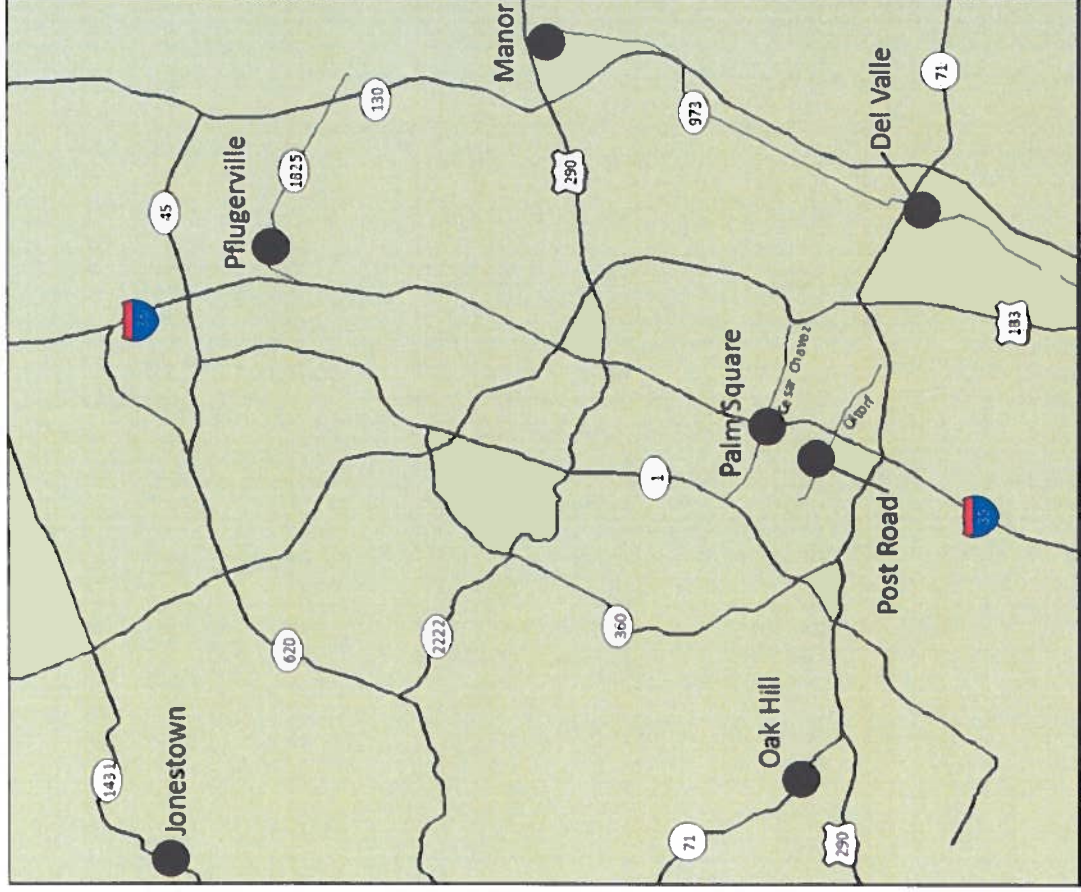 1431
35
45
Jonestown
Pflugerville
620
1825
130
2222
Manor
290
360
1
71
973
Palm Square
Oak Hill
Cesar Chavez
290
Oltorf
Del Valle
Post Road
71
35
183